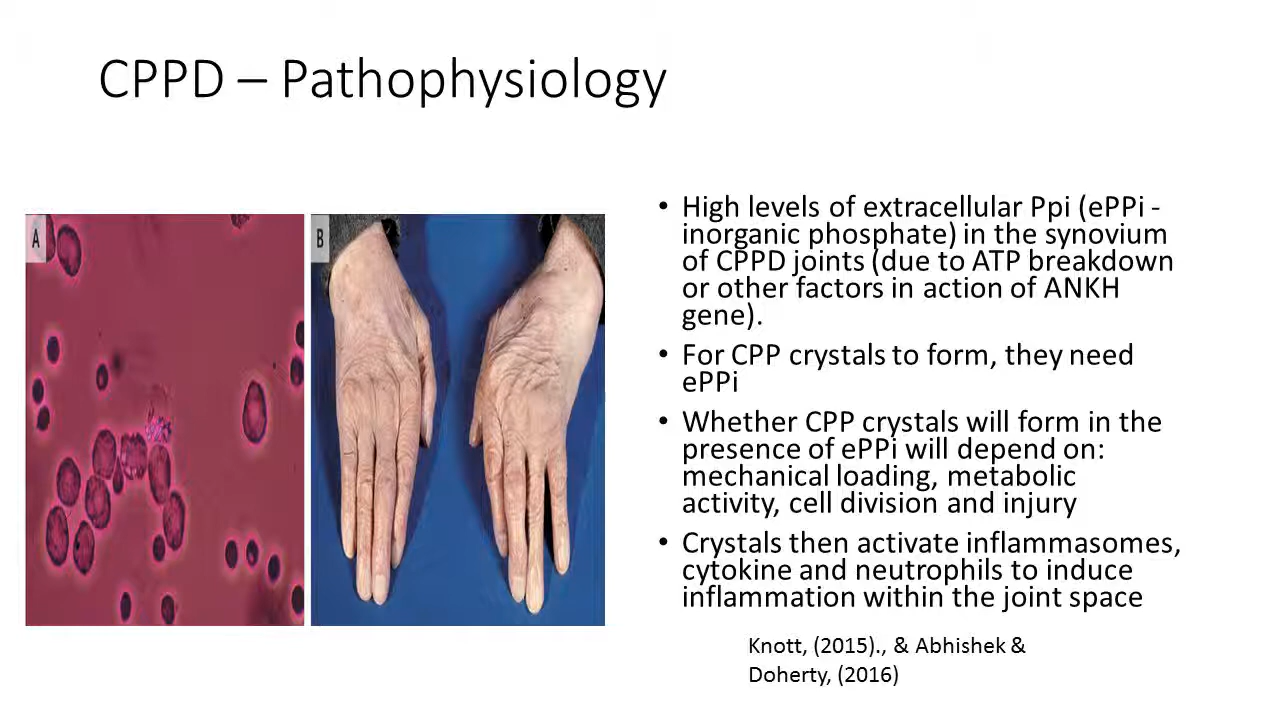 CPPD – Pathophysiology
A
B
• High levels of extracellular Ppi (ePPi -
inorganic phosphate) in the synovium
of CPPD joints (due to ATP breakdown
or other factors in action of ANKH
gene).
• For CPP crystals to form, they need
ePPi
• Whether CPP crystals will form in the
presence of ePPi will depend on:
mechanical loading, metabolic
activity, cell division and injury
• Crystals then activate inflammasomes,
cytokine and neutrophils to induce
inflammation within the joint space
Knott, (2015)., & Abhishek &
Doherty, (2016)